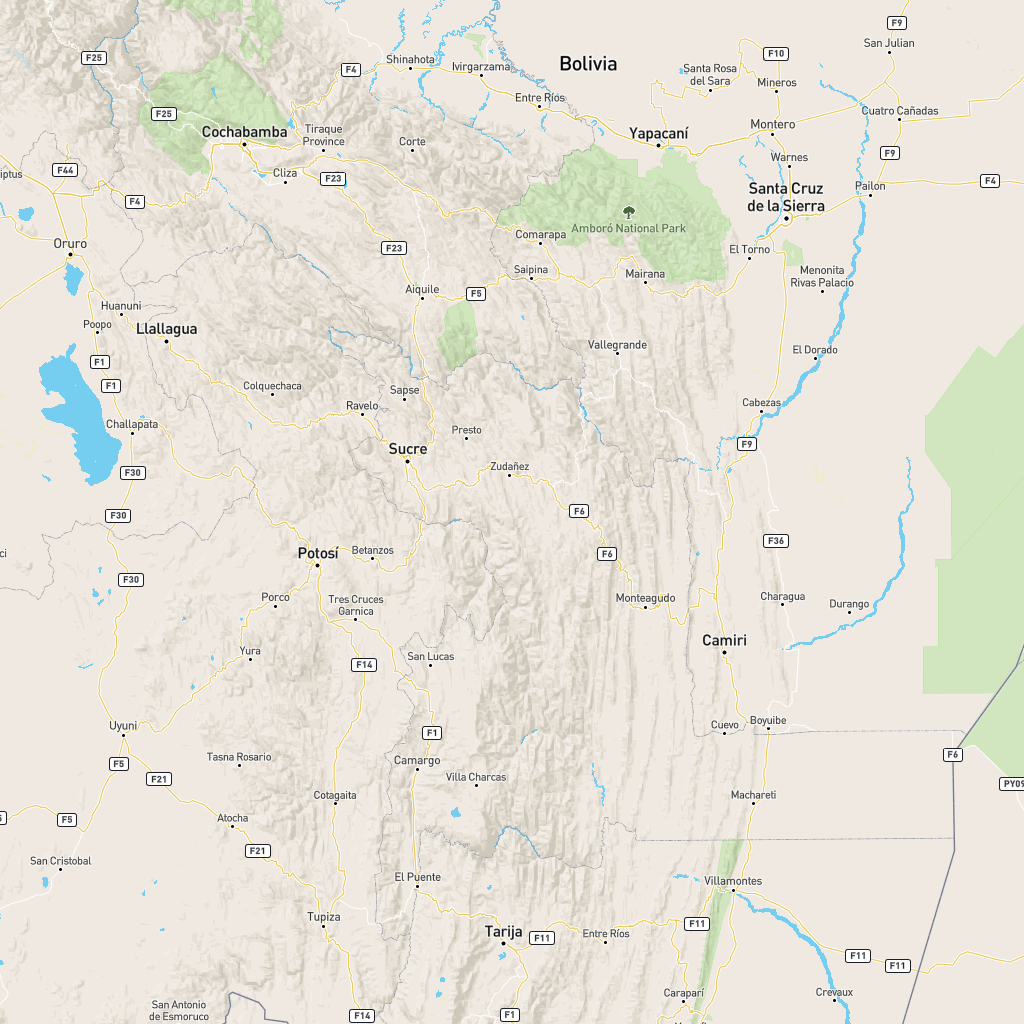 F9
San Julian
F10
Bolivia
F25
Shinahota
Ivirgarzama
Santa Rosa
del Sara
F4
Mineros
Entre Ríos
F25
Cuatro Cañadas
Cochabamba
Tiraque
Province
Corte
Yapacaní
Montero
F9
Warnes
F44
iptus
Cliza
F23
F4
F4
Pailon
Santa Cruz
de la Sierra
Amboró National Park
Oruro
F23
Comarapa
El Torno
Saipina
Mairana
Menonita
Rivas Palacio
Aiquile
F5
Huanuni
Poopo
Llallagua
Vallegrande
El Dorado
F1
F1
Colquechaca
Sapse
Ravelo
Cabezas
Challapata
Presto
Sucre
F9
F30
Zudañez
F30
F6
F36
ci
Potosí
Betanzos
F6
F30
Porco
Tres Cruces
Garnica
Monteagudo
Charagua
Durango
Yura
San Lucas
F14
Camiri
Uyuni
F1
Cuevo
Boyuibe
F5
Tasna Rosario
Camargo
F6
F21
Villa Charcas
PY09
Cotagaita
Machareti
5
F5
Atocha
F21
San Cristobal
El Puente
Villamontes
Tupiza
Tarija
F11
Entre Ríos
F11
F11
F11
Caraparí
Crevaux
San Antonio
de Esmoruco
F14
F1